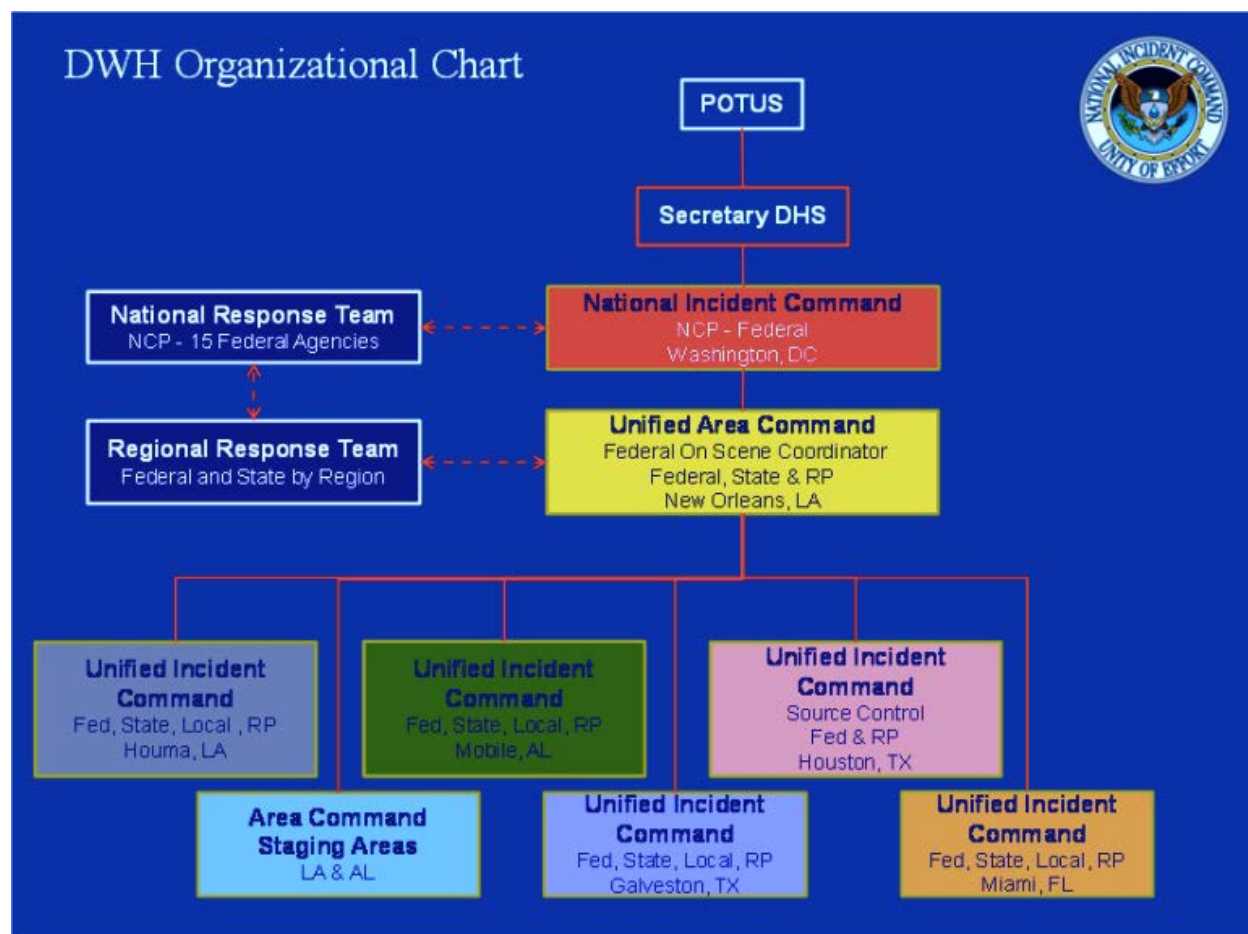 DWH Organizational Chart
NATIONAL INCIDENT COMMAND
UNITY OF EFFORT
POTUS
Secretary DHS
National Response Team
NCP - 15 Federal Agencies
National Incident Command
NCP - Federal
Washington, DC
Regional Response Team
Federal and State by Region
Unified Area Command
Federal On Scene Coordinator
Federal, State & RP
New Orleans, LA
Unified Incident
Command
Fed, State, Local , RP
Houma, LA
Unified Incident
Command
Fed, State, Local, RP
Mobile, AL
Unified Incident
Command
Source Control
Fed & RP
Houston, TX
Area Command
Staging Areas
LA & AL
Unified Incident
Command
Fed, State, Local, RP
Galveston, TX
Unified Incident
Command
Fed, State, Local, RP
Miami, FL